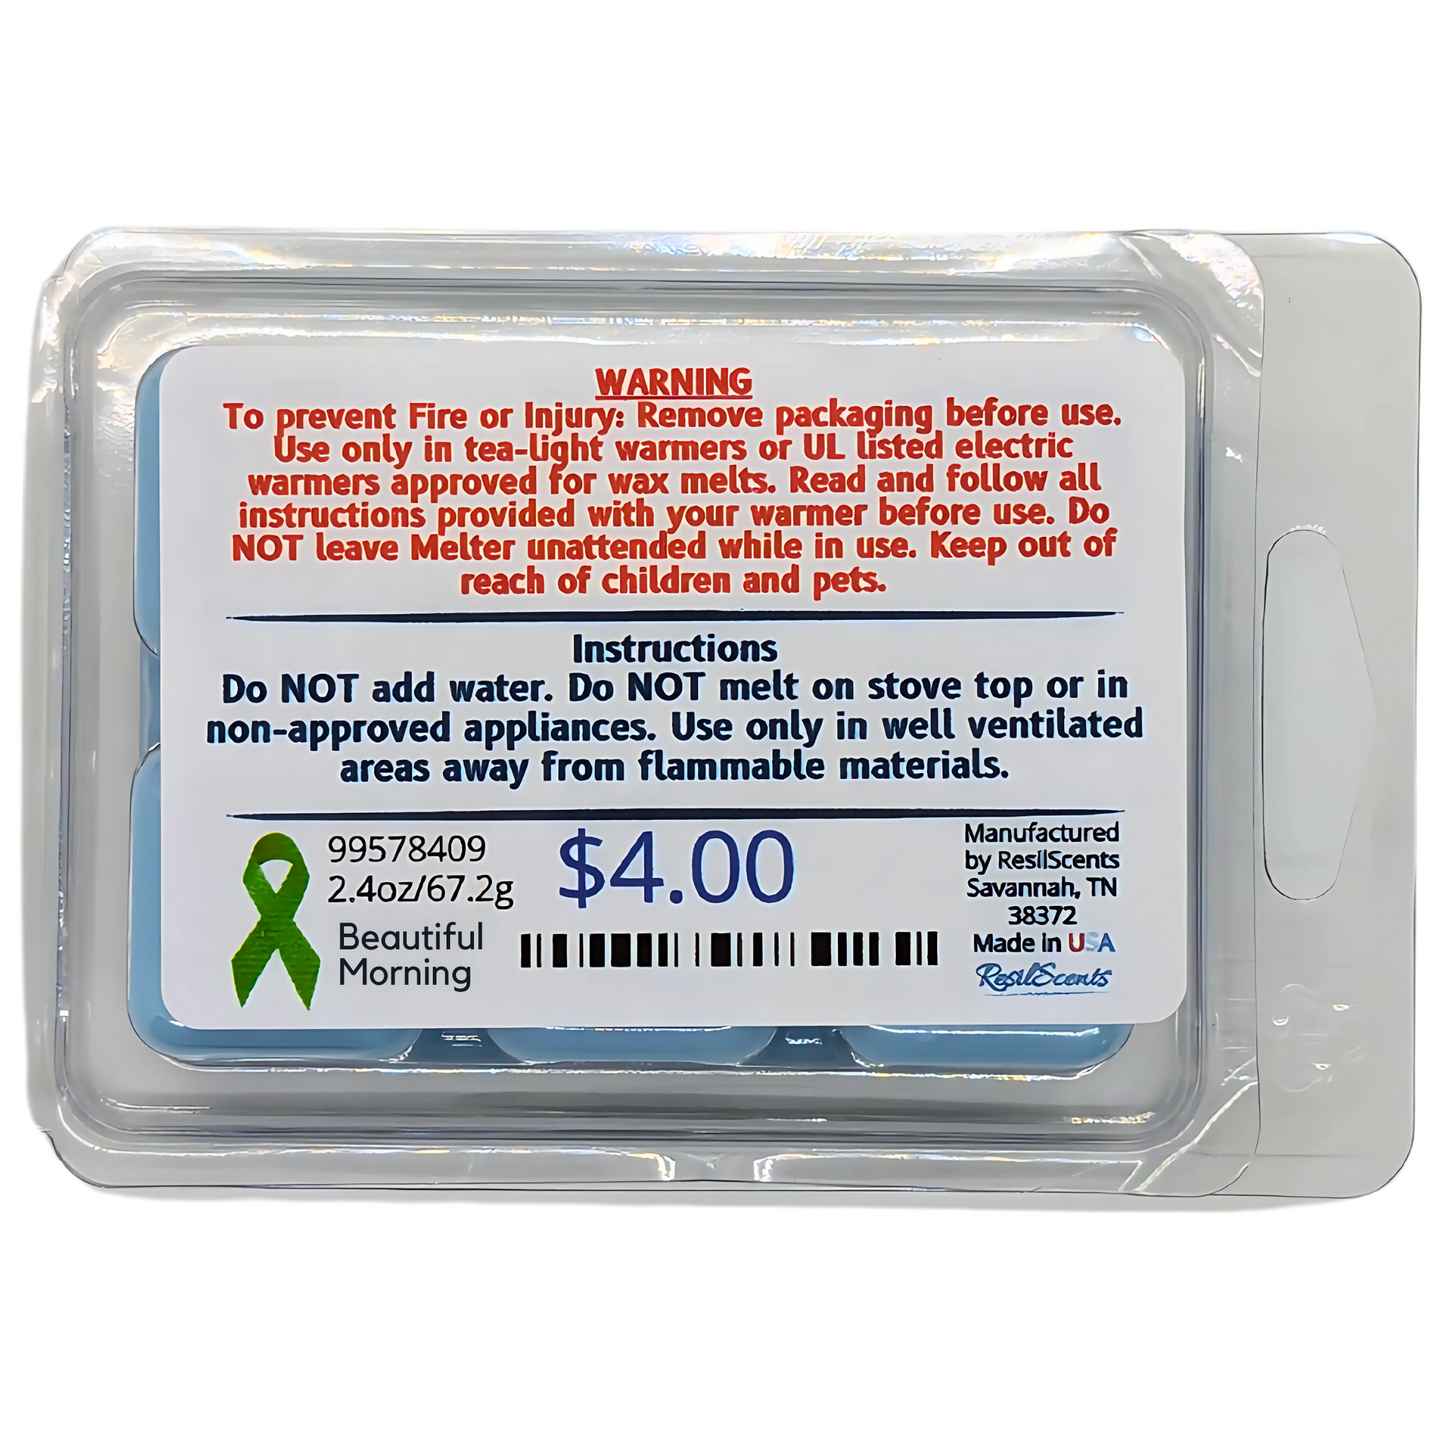 WARNING
To prevent Fire or Injury: Remove packaging before use.
Use only in tea-light warmers or UL listed electric
warmers approved for wax melts. Read and follow all
instructions provided with your warmer before use. Do
NOT leave Melter unattended while in use. Keep out of
reach of children and pets.
Instructions
Do NOT add water. Do NOT melt on stove top or in
non-approved appliances. Use only in well ventilated
areas away from flammable materials.
99578409
2.4oz/67.2g
Beautiful
Morning
$4.00
Manufactured
by ResilScents
Savannah, TN
38372
Made in USA
ResilScents